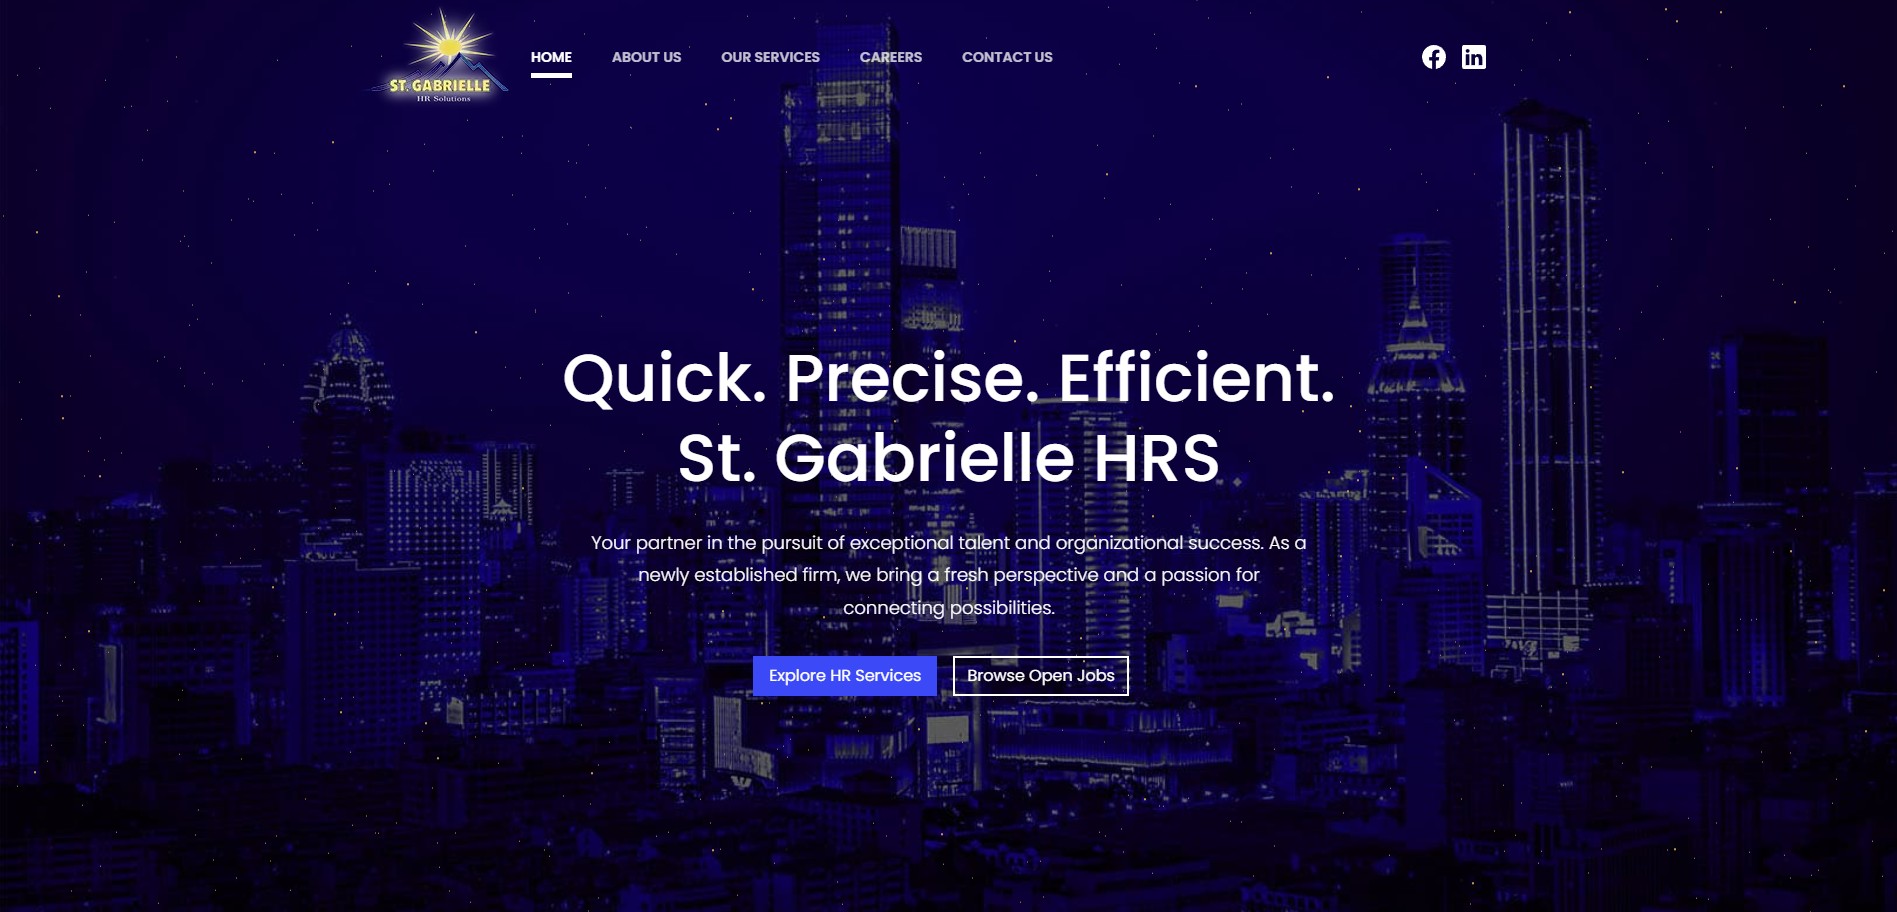 ST. GABRIELLE
HR Solutions
HOME
ABOUT US
OUR SERVICES
CAREERS
CONTACT US
Quick. Precise. Efficient.
St. Gabrielle HRS
Your partner in the pursuit of exceptional talent and organizational success. As a
newly established firm, we bring a fresh perspective and a passion for
connecting possibilities.
Explore HR Services
Browse Open Jobs